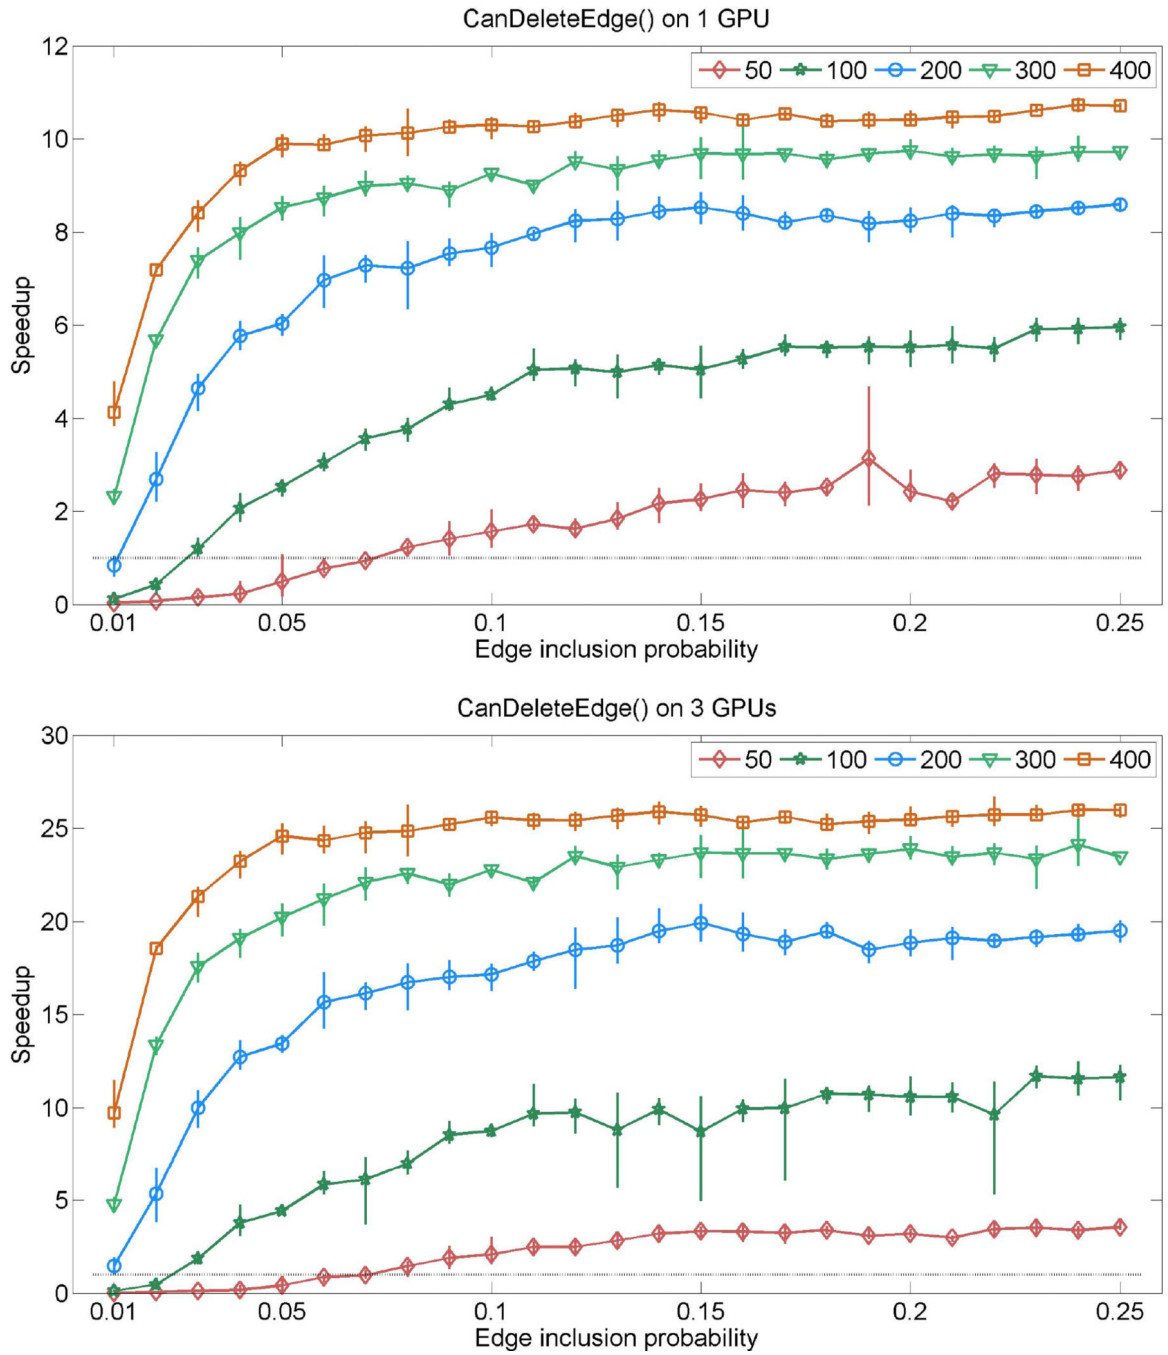 CanDeleteEdge() on 1 GPU
12
50 100 200 300 400
10
8
6
4
2
0
Speedup
0.01 0.05 0.1 0.15 0.2 0.25
Edge inclusion probability
CanDeleteEdge() on 3 GPUs
30
50 100 200 300 400
25
20
15
10
5
0
Speedup
0.01 0.05 0.1 0.15 0.2 0.25
Edge inclusion probability